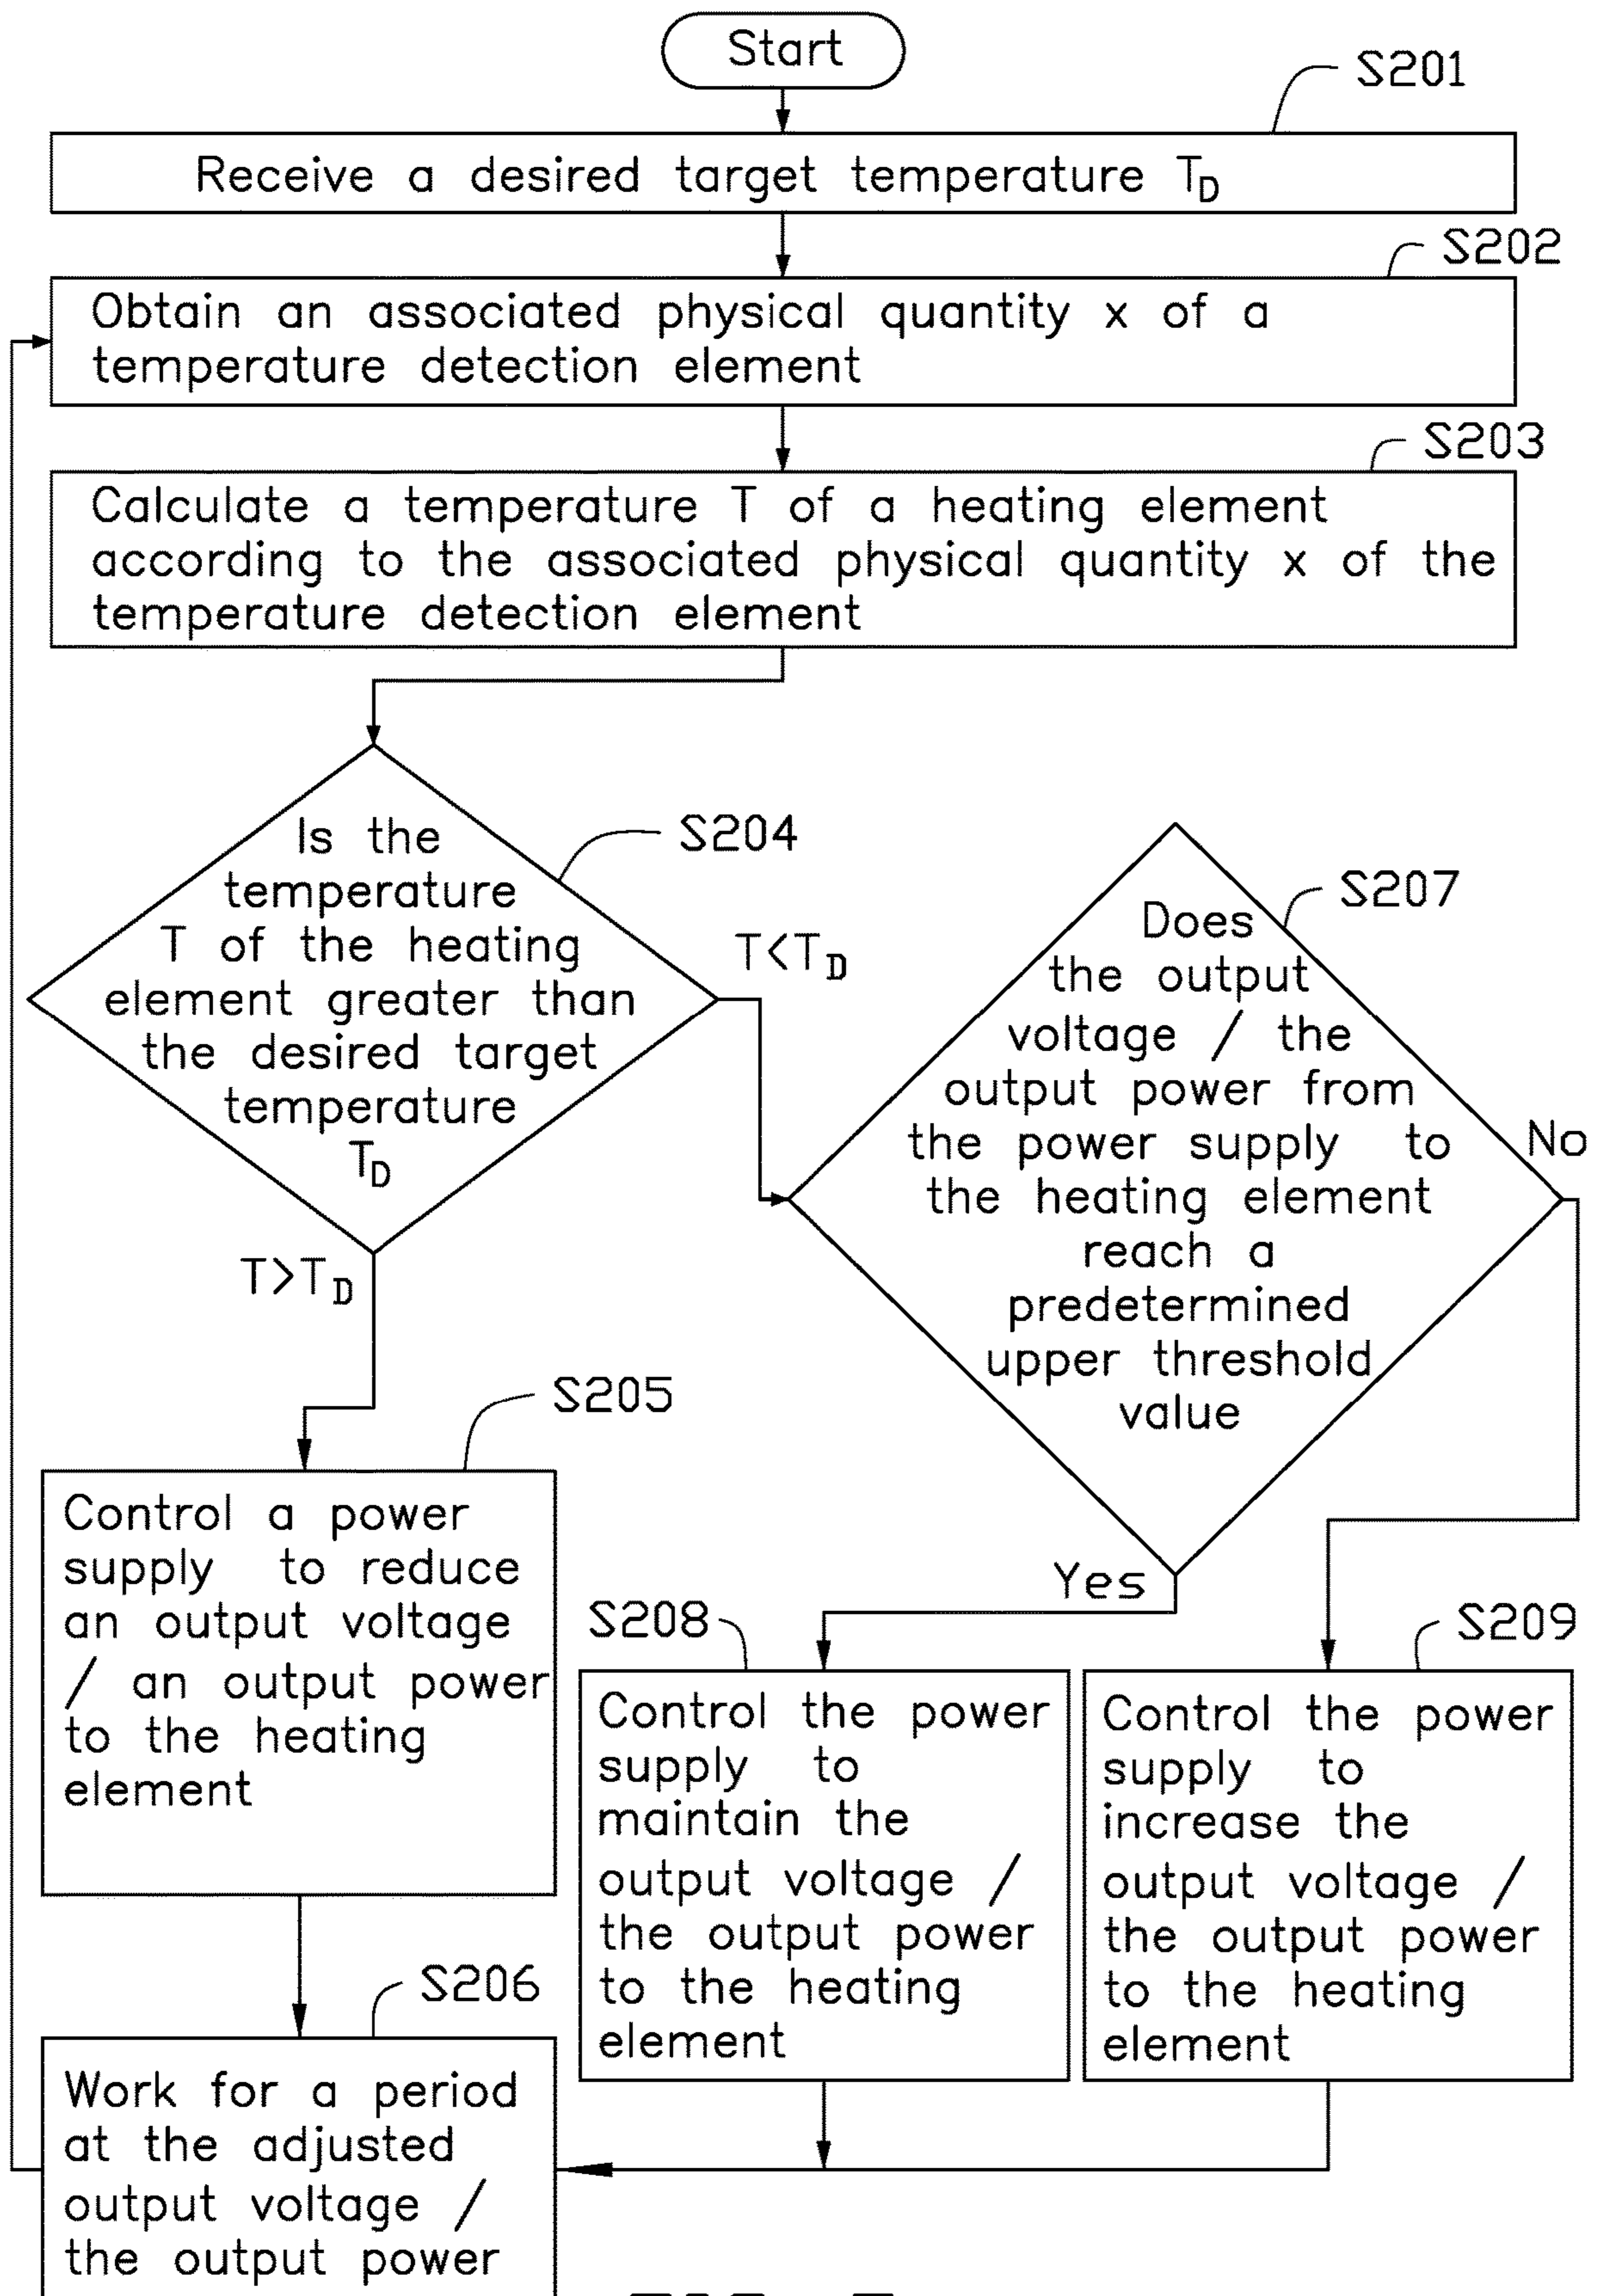 Start
S201
Receive a desired target temperature TD
S202
Obtain an associated physical quantity x of a
temperature detection element
S203
Calculate a temperature T of a heating element
according to the associated physical quantity x of the
temperature detection element
Is the
temperature
T of the heating
element greater than
the desired target
temperature
TD
S204
T<TD
T>TD
S207
Does
the output
voltage / the
output power from
the power supply to
the heating element
reach a
predetermined
upper threshold
value
No
Yes
S205
Control a power
supply to reduce
an output voltage
/ an output power
to the heating
element
S208
Control the power
supply to
maintain the
output voltage /
the output power
to the heating
element
S209
Control the power
supply to
increase the
output voltage /
the output power
to the heating
element
S206
Work for a period
at the adjusted
output voltage /
the output power